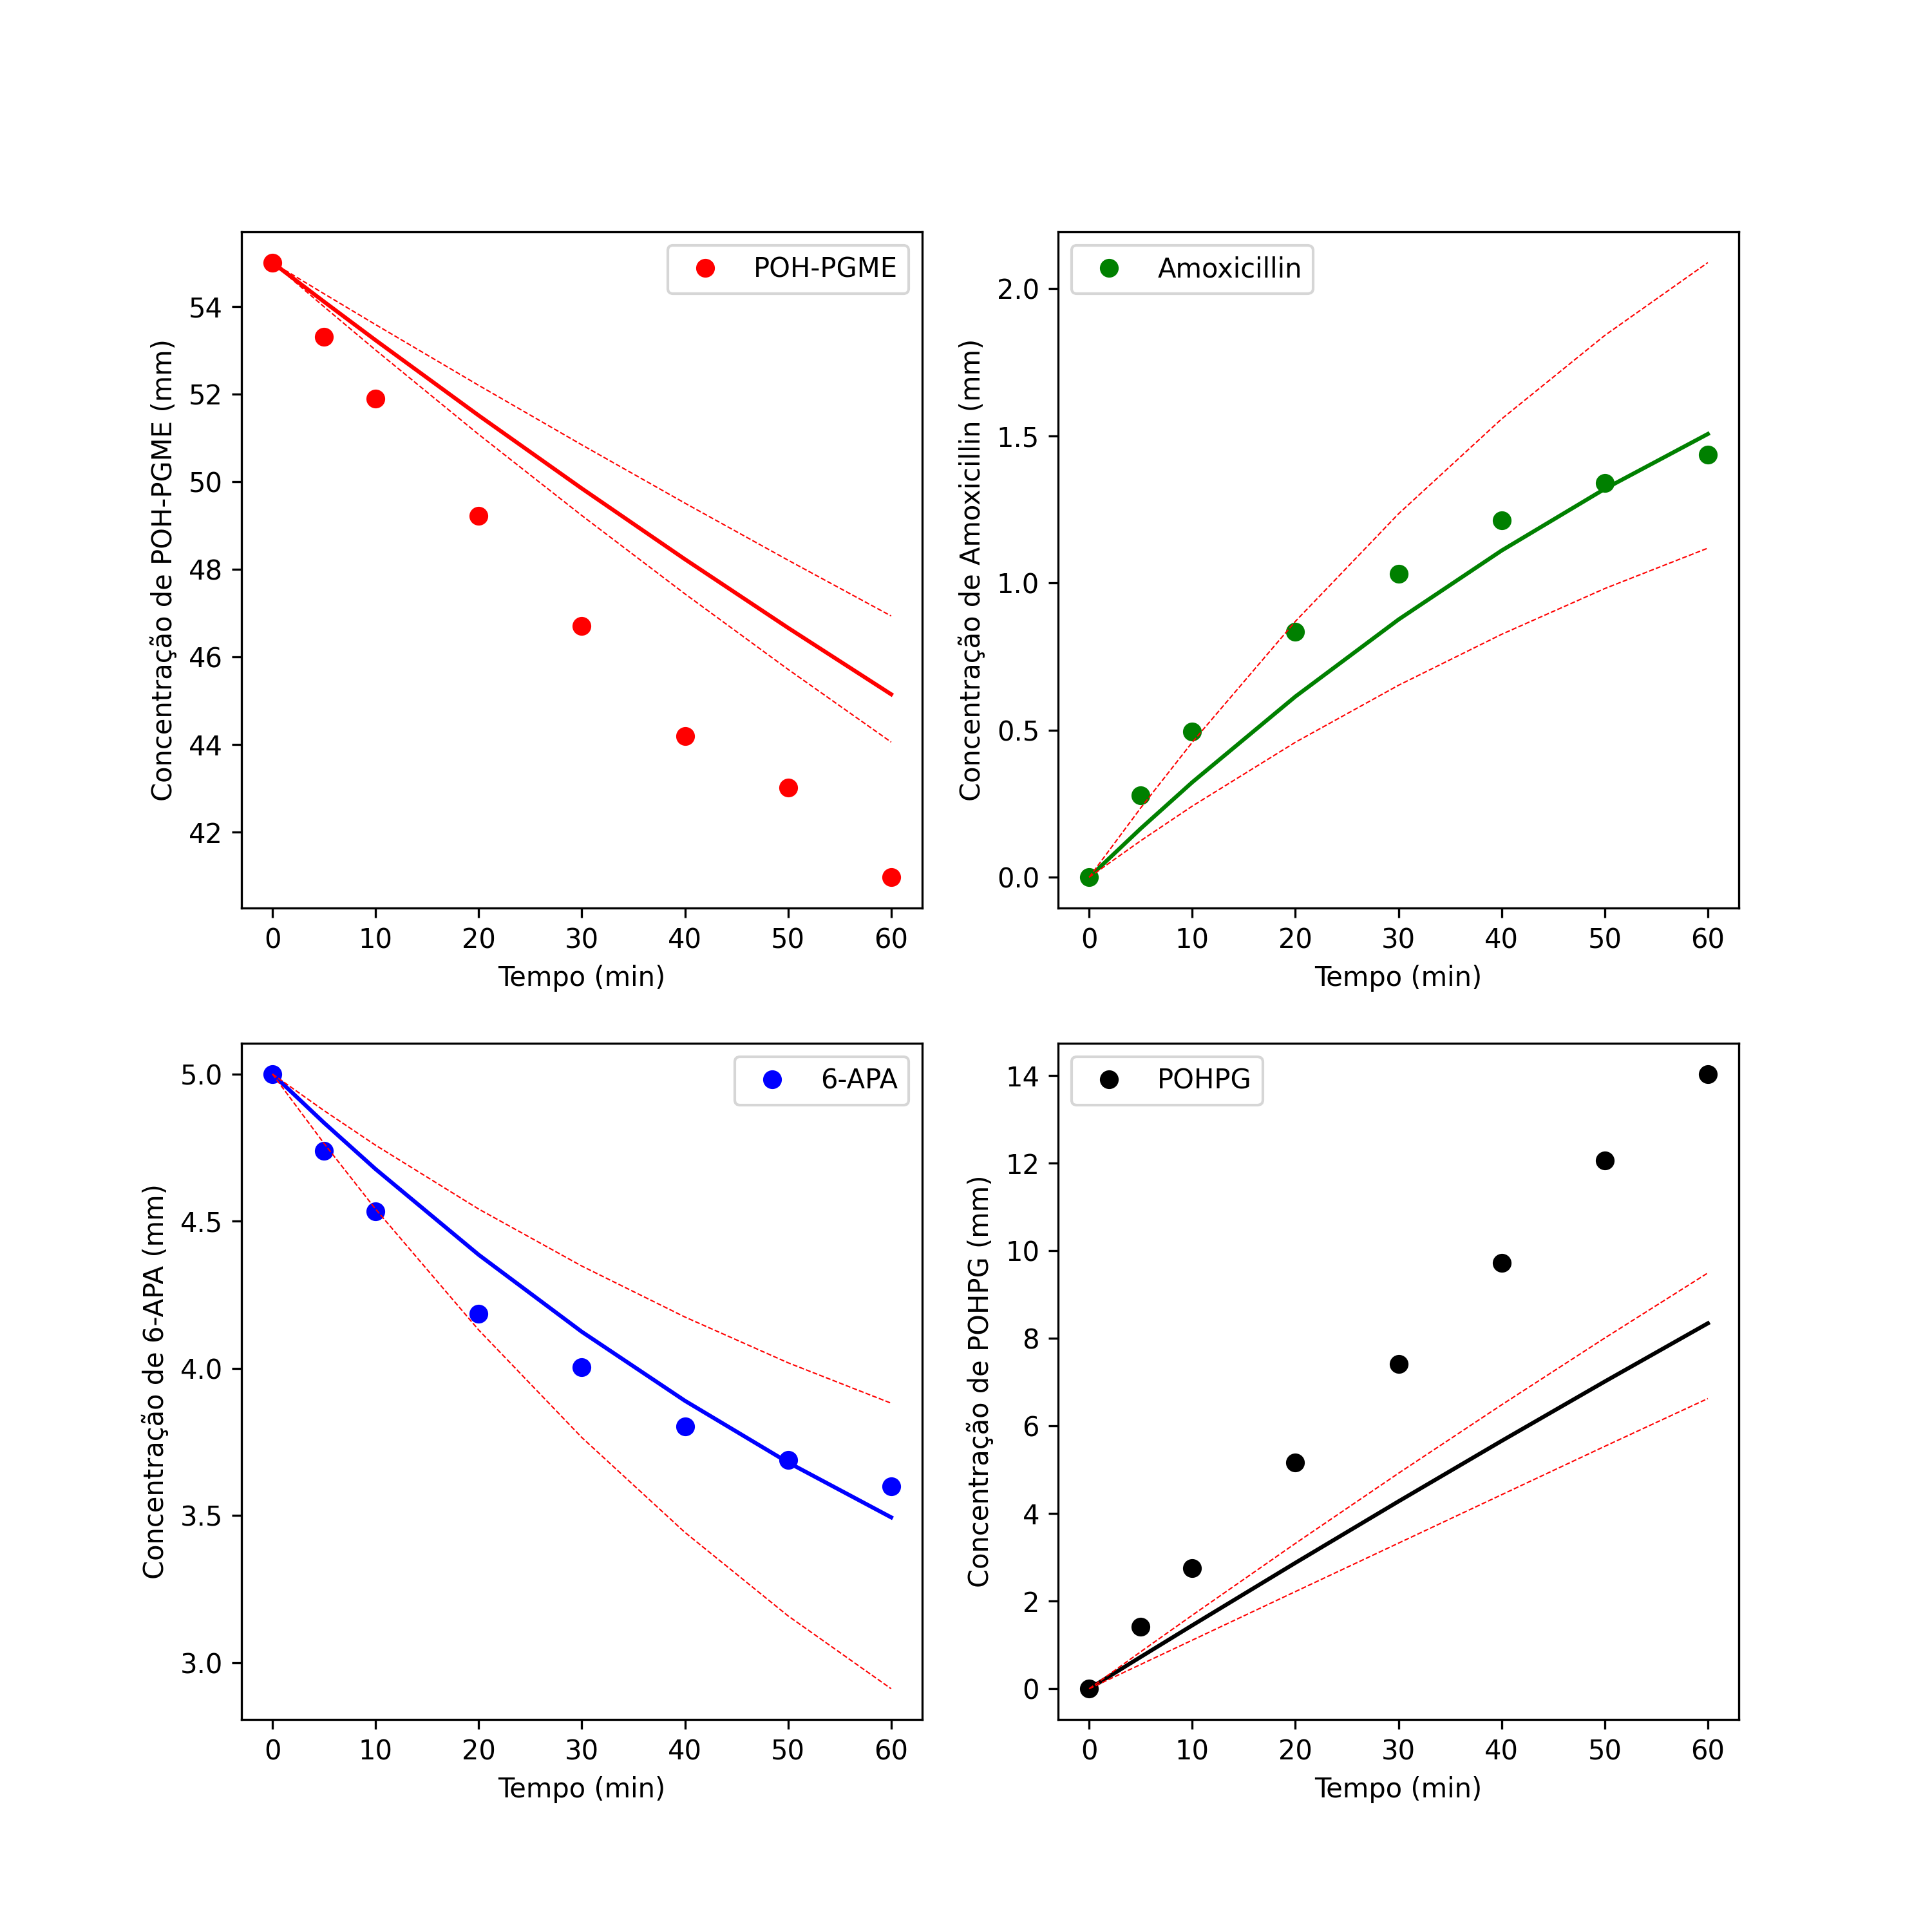 POH-PGME
Concentração de POH-PGME (mm)
54
52
50
48
46
44
42
0 10 20 30 40 50 60
Tempo (min)
Amoxicillin
Concentração de Amoxicillin (mm)
2.0
1.5
1.0
0.5
0.0
0 10 20 30 40 50 60
Tempo (min)
6-APA
Concentração de 6-APA (mm)
5.0
4.5
4.0
3.5
3.0
0 10 20 30 40 50 60
Tempo (min)
POHPG
Concentração de POHPG (mm)
14
12
10
8
6
4
2
0
0 10 20 30 40 50 60
Tempo (min)